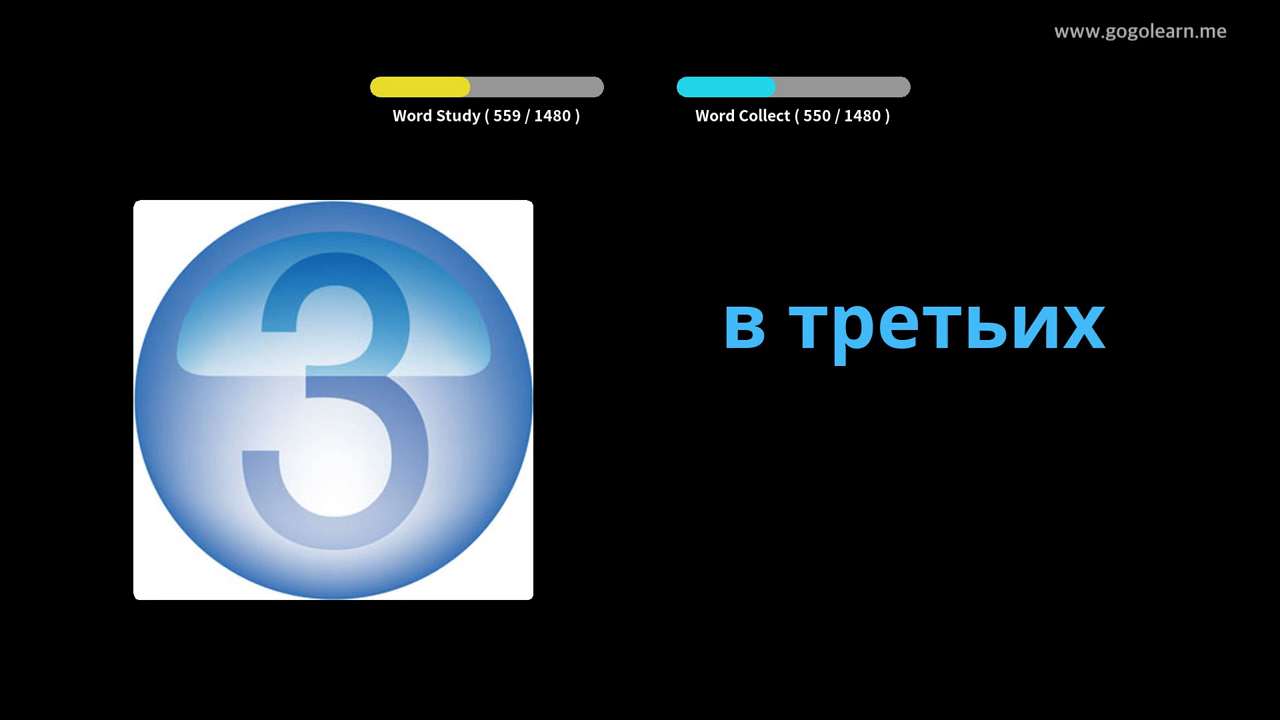 www.gogolearn.me
Word Study ( 559 / 1480 )
Word Collect ( 550 / 1480 )
3
в третьих